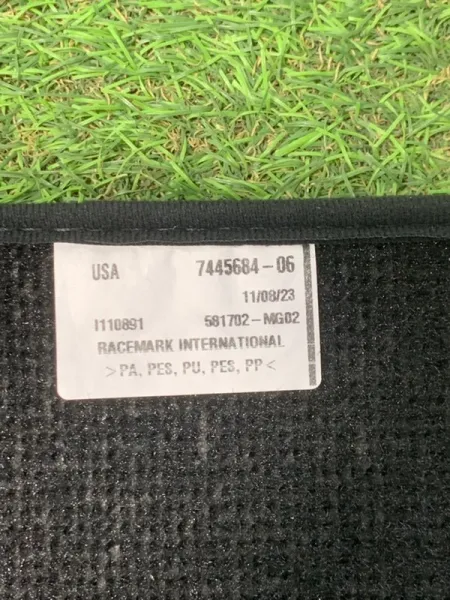 USA 7445684-06
11/08/23
I110891 581702-MG02
RACEMARK INTERNATIONAL
>PA, PES, PU, PES, PP<